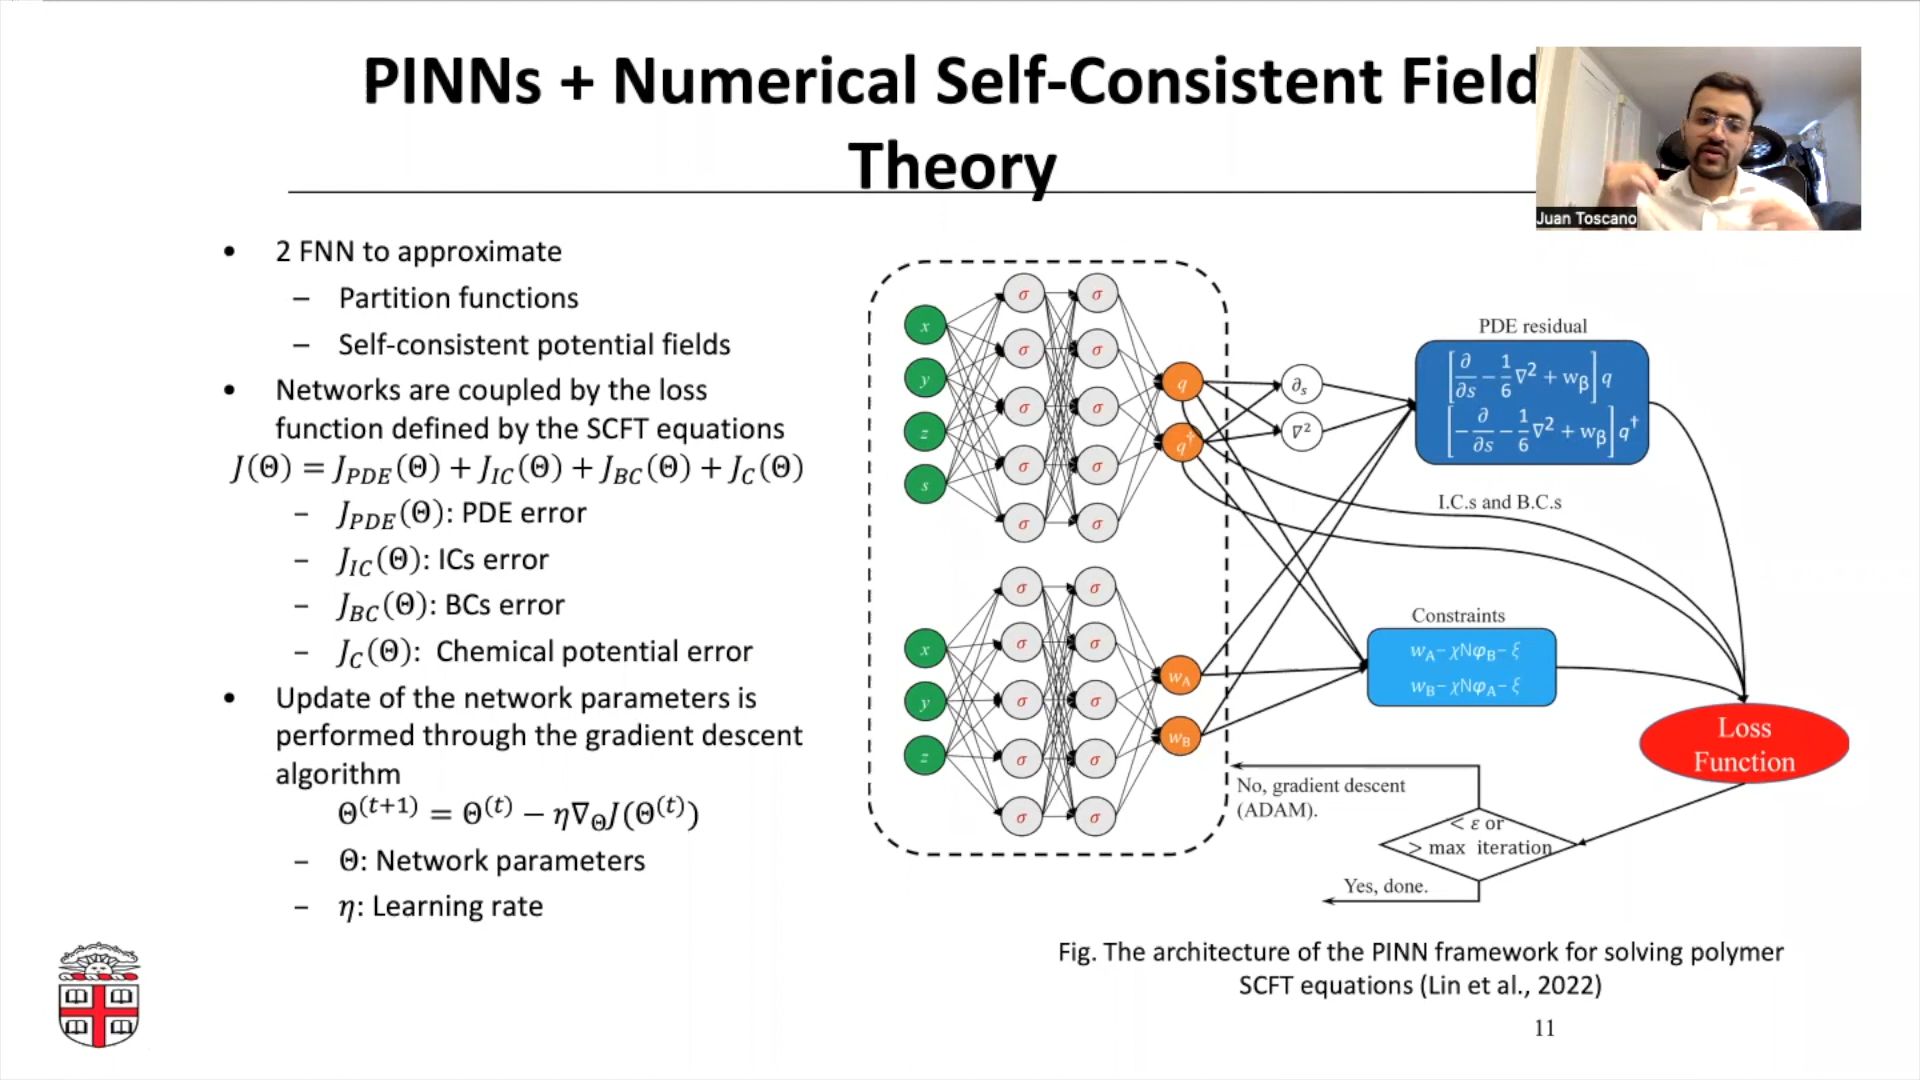 PINNs + Numerical Self-Consistent Field
Theory
Juan Toscano
• 2 FNN to approximate
– Partition functions
– Self-consistent potential fields
• Networks are coupled by the loss
function defined by the SCFT equations
J(Θ) = J_PDE(Θ) + J_IC(Θ) + J_BC(Θ) + J_C(Θ)
– J_PDE(Θ): PDE error
– J_IC(Θ): ICs error
– J_BC(Θ): BCs error
– J_C(Θ): Chemical potential error
• Update of the network parameters is
performed through the gradient descent
algorithm
Θ^(t+1) = Θ^(t) − η∇_Θ J(Θ^(t))
– Θ: Network parameters
– η: Learning rate
x
y
z
s
σ σ
σ σ
σ σ
σ σ
σ σ
q
q†
∂s
∇²
PDE residual
[∂/∂s − 1/6 ∇² + w_β] q
[−∂/∂s − 1/6 ∇² + w_β] q†
I.C.s and B.C.s
x
y
z
σ σ
σ σ
σ σ
σ σ
σ σ
w_A
w_B
Constraints
w_A − χNφ_B − ξ
w_B − χNφ_A − ξ
Loss
Function
No, gradient descent
(ADAM).
< ε or
> max iteration
Yes, done.
Fig. The architecture of the PINN framework for solving polymer
SCFT equations (Lin et al., 2022)
11